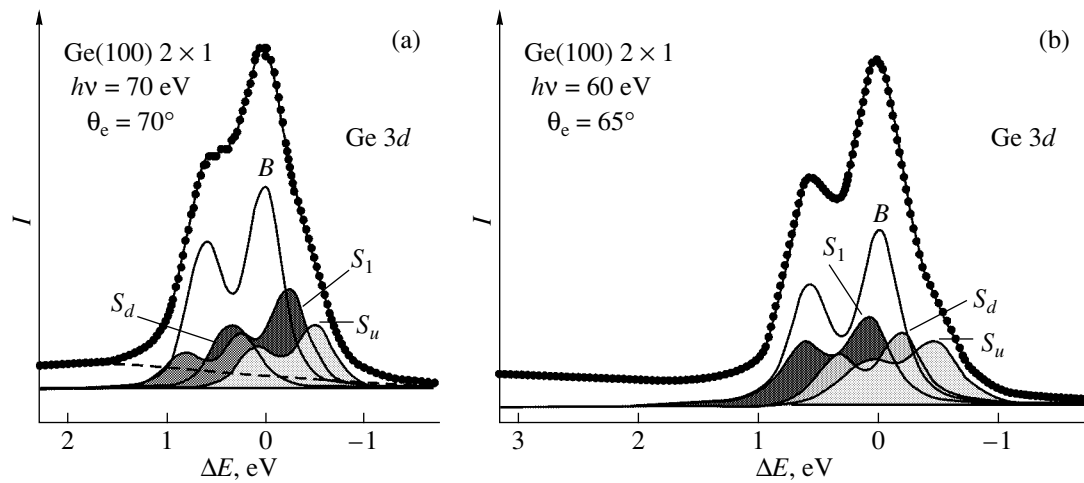 (a)
Ge(100) 2 × 1
hν = 70 eV
θe = 70°
Ge 3d
B
S1
Sd
Su
I
2 1 0 –1
ΔE, eV
(b)
Ge(100) 2 × 1
hν = 60 eV
θe = 65°
Ge 3d
B
S1
Sd
Su
I
3 2 1 0 –1
ΔE, eV